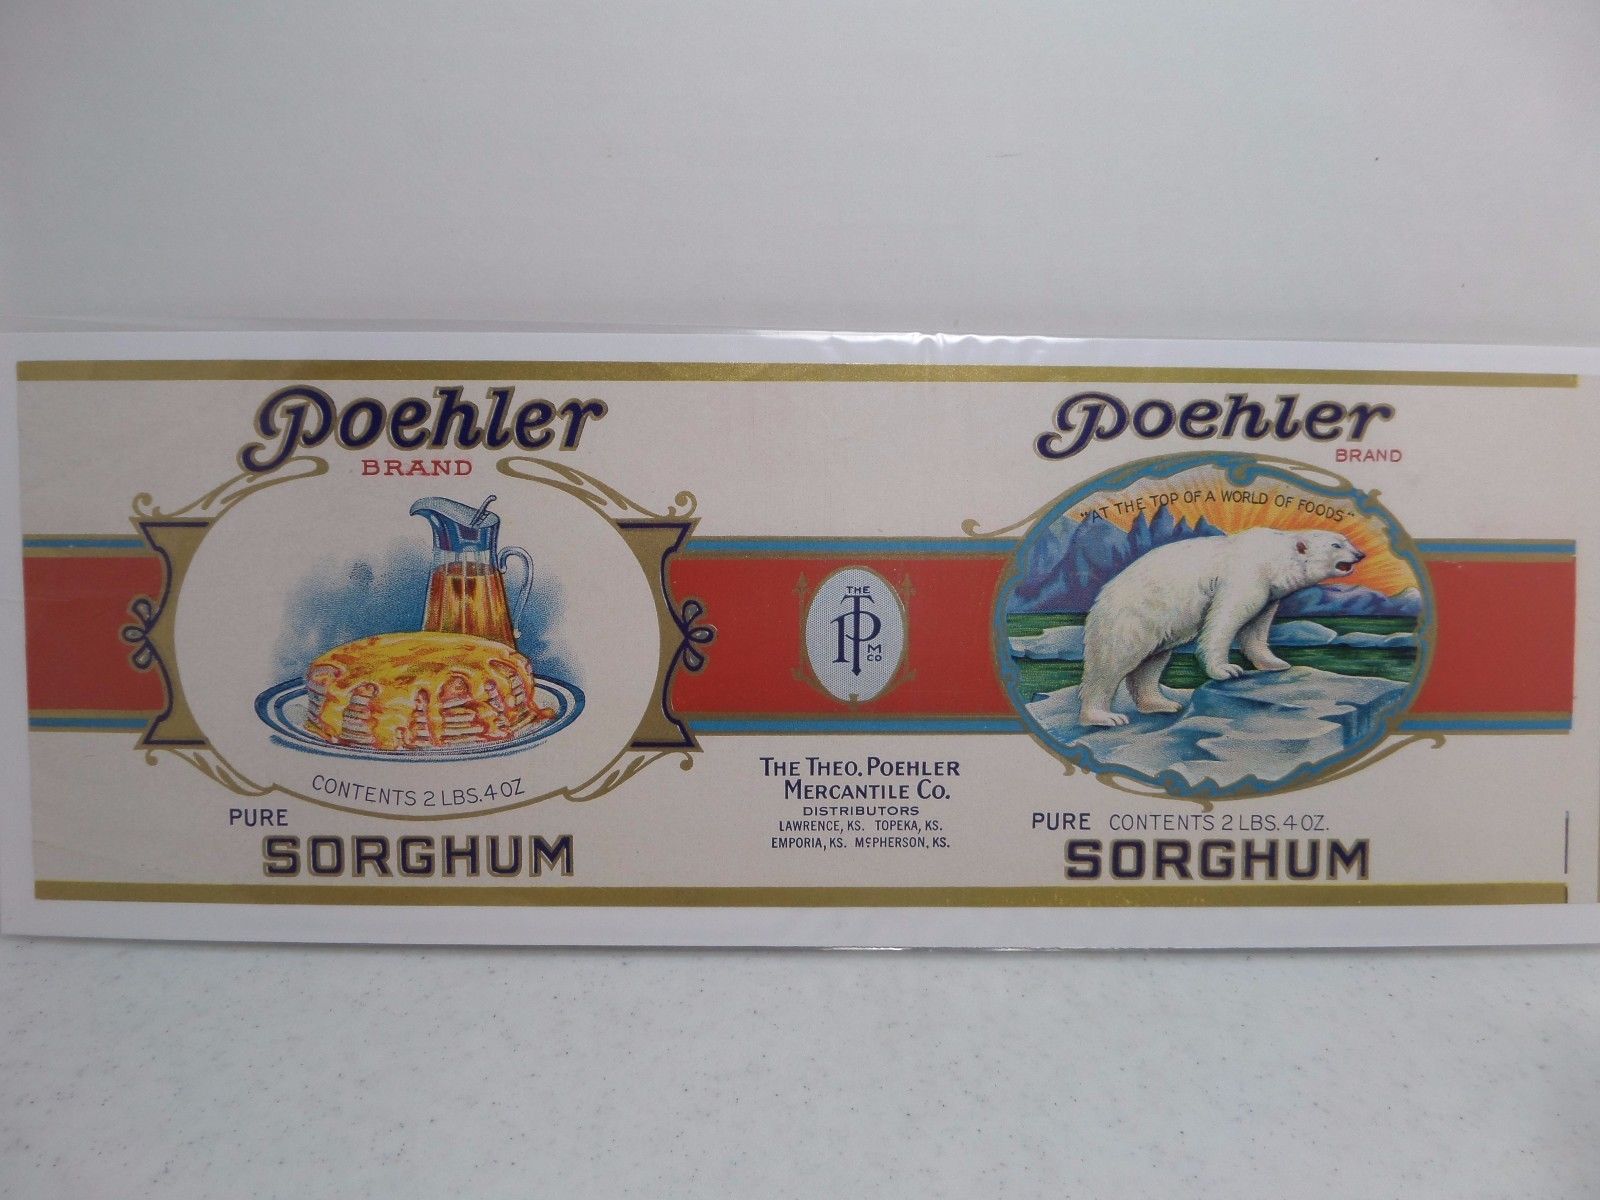 Poehler
BRAND
CONTENTS 2 LBS. 4 OZ
PURE
SORGHUM
THE
TP
M
CO
THE THEO. POEHLER
MERCANTILE CO.
DISTRIBUTORS
LAWRENCE, KS. TOPEKA, KS.
EMPORIA, KS. McPHERSON, KS.
Poehler
BRAND
"AT THE TOP OF A WORLD OF FOODS"
PURE CONTENTS 2 LBS. 4 OZ.
SORGHUM